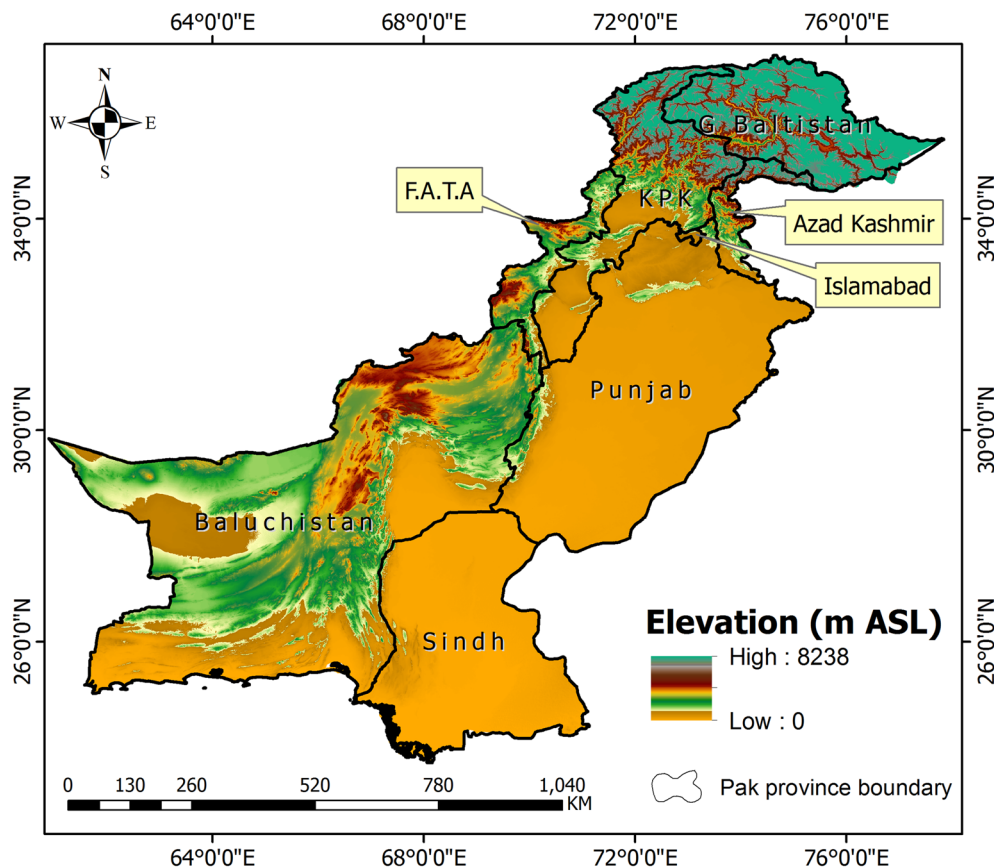 64°0'0"E 68°0'0"E 72°0'0"E 76°0'0"E
N
W E
S
G. Baltistan
F.A.T.A
KPK
34°0'0"N
34°0'0"N
Azad Kashmir
Islamabad
Punjab
30°0'0"N
30°0'0"N
Baluchistan
Elevation (m ASL)
Sindh
26°0'0"N
26°0'0"N
High : 8238
Low : 0
0 130 260 520 780 1,040
KM
Pak province boundary
64°0'0"E 68°0'0"E 72°0'0"E 76°0'0"E